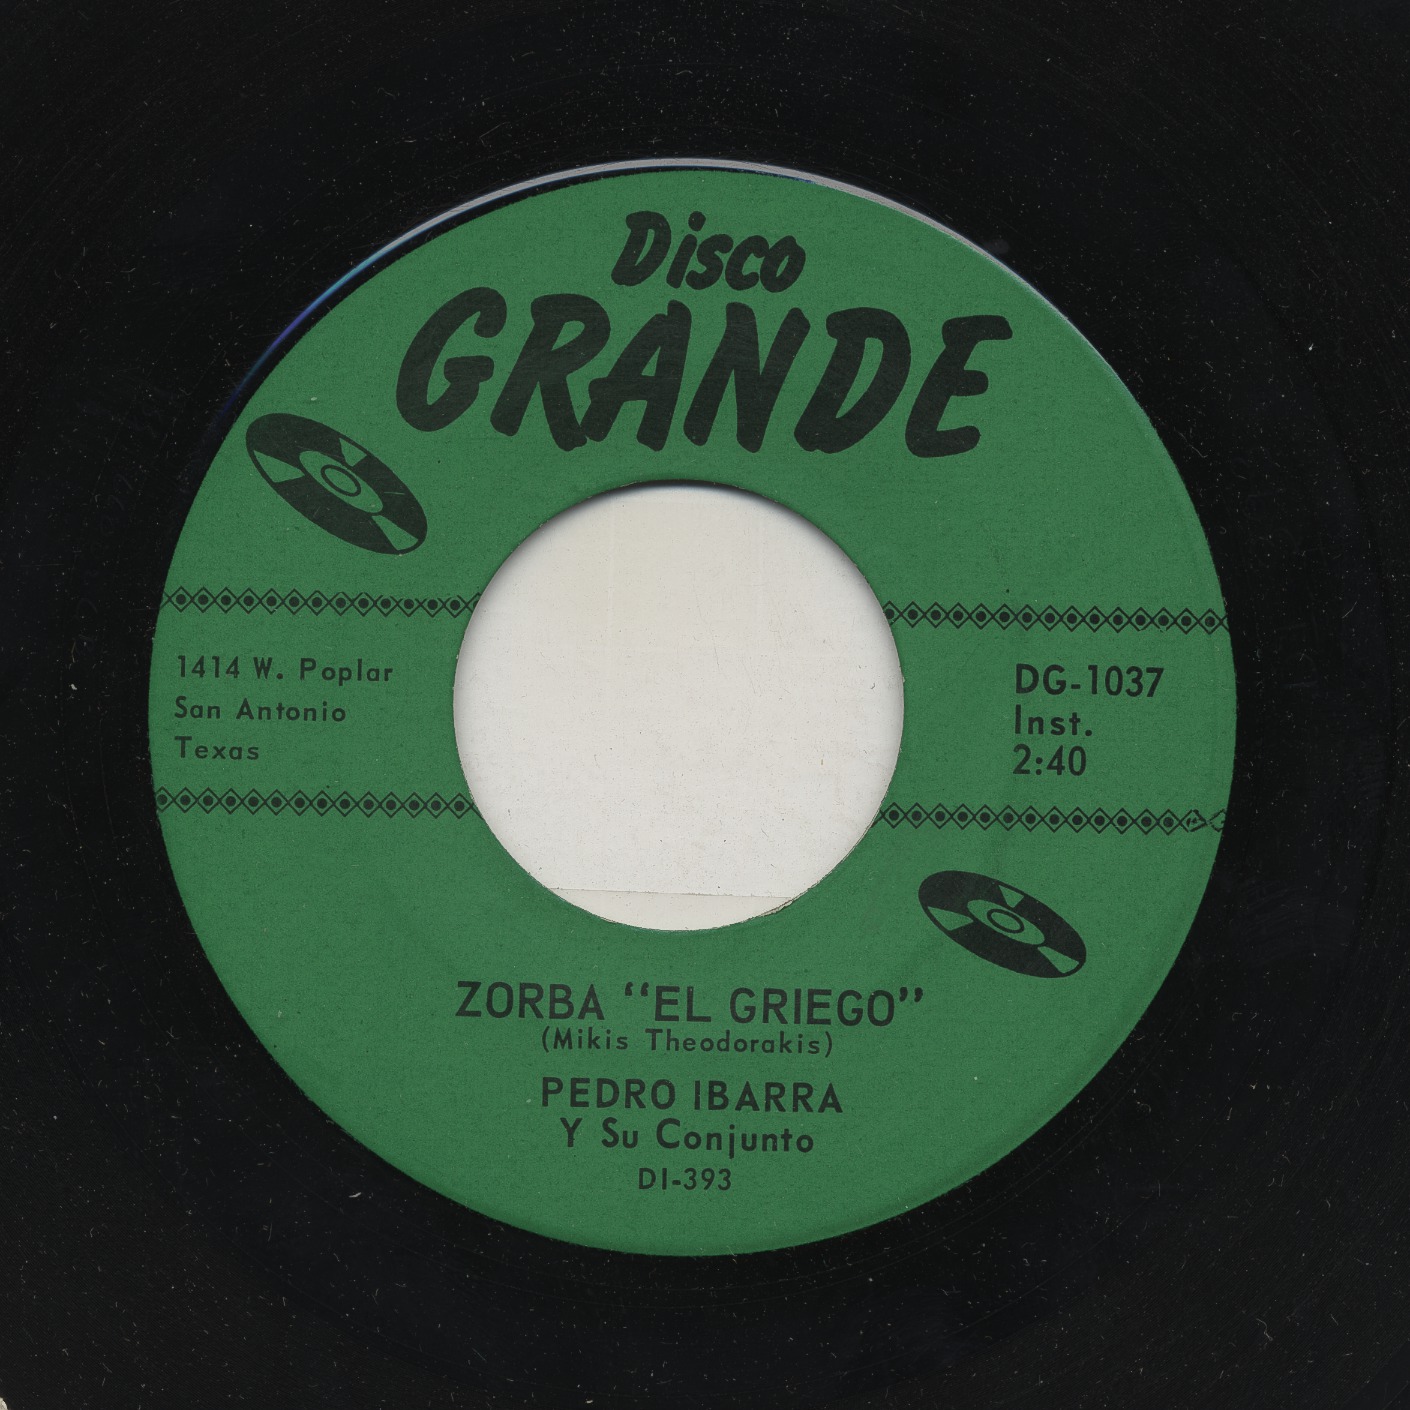 Disco
GRANDE
1414 W. Poplar
San Antonio
Texas
DG-1037
Inst.
2:40
ZORBA “EL GRIEGO”
(Mikis Theodorakis)
PEDRO IBARRA
Y Su Conjunto
DI-393